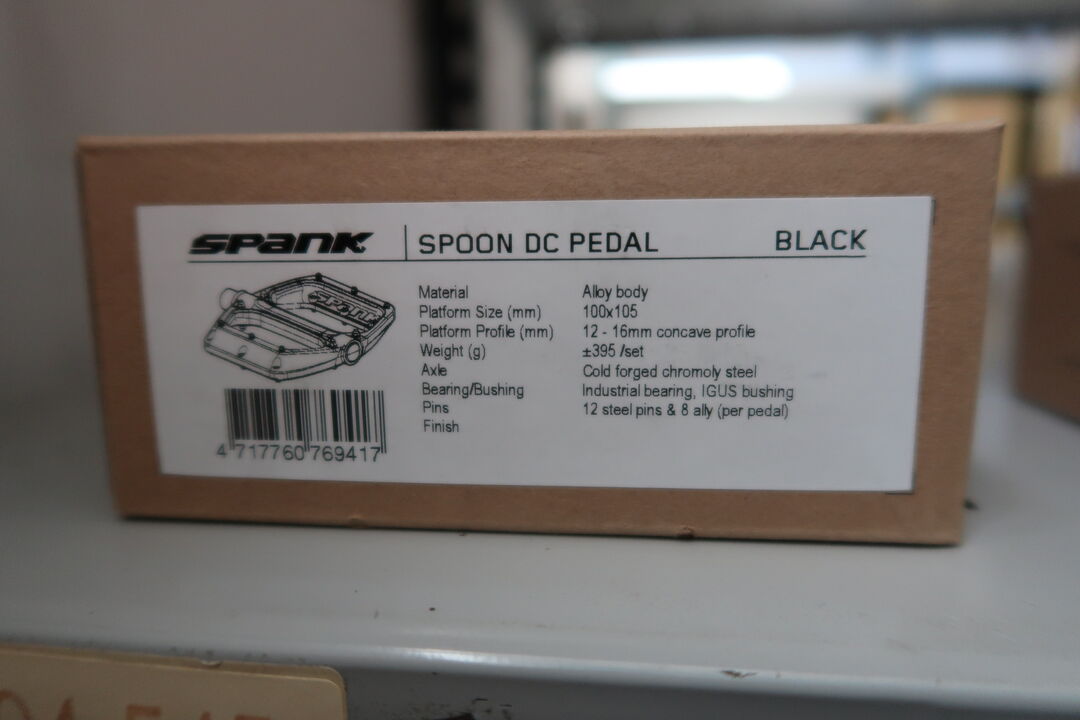 SPANK SPOON DC PEDAL BLACK
SPANK
Material Alloy body
Platform Size (mm) 100x105
Platform Profile (mm) 12 - 16mm concave profile
Weight (g) ±395 /set
Axle Cold forged chromoly steel
Bearing/Bushing Industrial bearing, IGUS bushing
Pins 12 steel pins & 8 ally (per pedal)
Finish
4 717760 769417